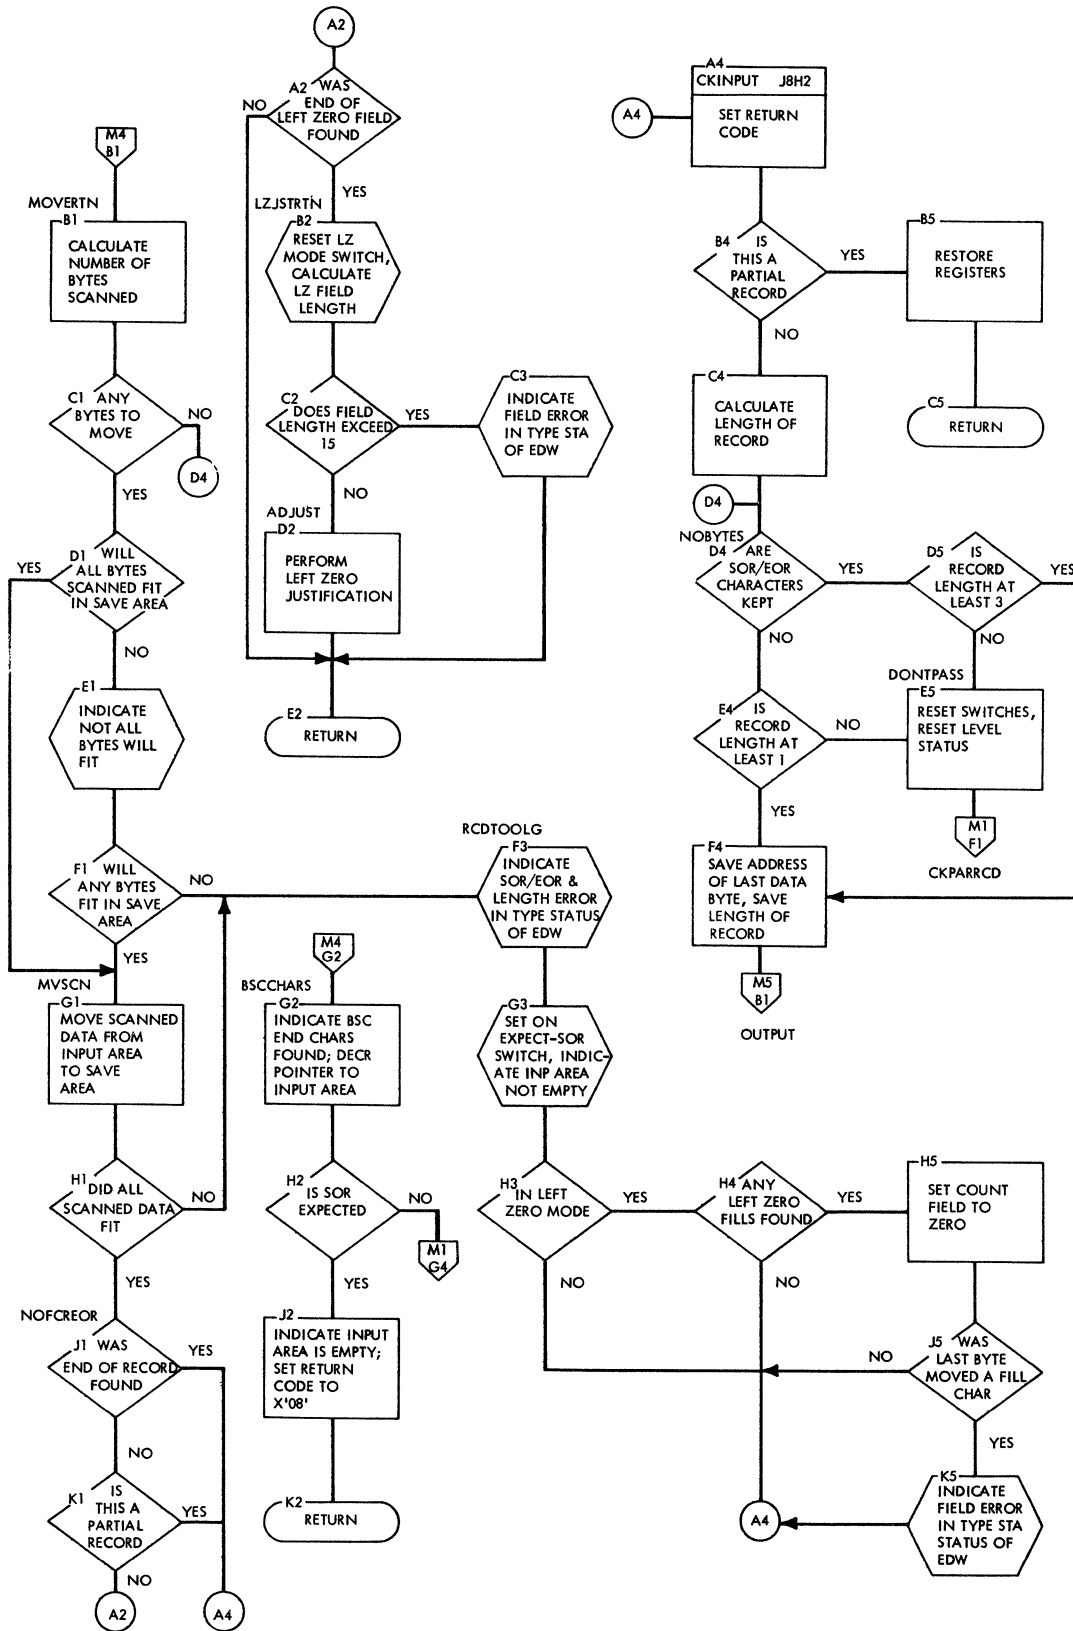 M4
B1
MOVERTN
B1
CALCULATE
NUMBER OF
BYTES
SCANNED
C1 ANY
BYTES TO
MOVE
NO
D4
YES
D1 WILL
ALL BYTES
SCANNED FIT
IN SAVE AREA
YES
NO
E1
INDICATE
NOT ALL
BYTES WILL
FIT
F1 WILL
ANY BYTES
FIT IN SAVE
AREA
NO
YES
MVSCN
G1
MOVE SCANNED
DATA FROM
INPUT AREA
TO SAVE
AREA
H1 DID ALL
SCANNED DATA
FIT
NO
YES
NOFCREOR
J1 WAS
END OF RECORD
FOUND
YES
NO
K1 IS
THIS A
PARTIAL
RECORD
YES
NO
A2
A4
A2
A2 WAS
END OF
LEFT ZERO FIELD
FOUND
NO
YES
LZJSTRTN
B2
RESET LZ
MODE SWITCH,
CALCULATE
LZ FIELD
LENGTH
C2
DOES FIELD
LENGTH EXCEED
15
YES
NO
C3
INDICATE
FIELD ERROR
IN TYPE STA
OF EDW
ADJUST
D2
PERFORM
LEFT ZERO
JUSTIFICATION
E2
RETURN
M4
G2
BSCCHARS
G2
INDICATE BSC
END CHARS
FOUND; DECR
POINTER TO
INPUT AREA
H2
IS SOR
EXPECTED
NO
M1
G4
YES
J2
INDICATE INPUT
AREA IS EMPTY;
SET RETURN
CODE TO
X'08'
K2
RETURN
RCDTOOLG
F3
INDICATE
SOR/EOR &
LENGTH ERROR
IN TYPE STATUS
OF EDW
G3
SET ON
EXPECT-SOR
SWITCH, INDIC-
ATE INP AREA
NOT EMPTY
H3
IN LEFT
ZERO MODE
YES
NO
H4 ANY
LEFT ZERO
FILLS FOUND
YES
NO
H5
SET COUNT
FIELD TO
ZERO
J5 WAS
LAST BYTE
MOVED A FILL
CHAR
NO
YES
K5
INDICATE
FIELD ERROR
IN TYPE STA
STATUS OF
EDW
A4
A4
A4
CKINPUT J8H2
SET RETURN
CODE
B4 IS
THIS A
PARTIAL
RECORD
YES
NO
B5
RESTORE
REGISTERS
C5
RETURN
C4
CALCULATE
LENGTH OF
RECORD
D4
NOBYTES
D4 ARE
SOR/EOR
CHARACTERS
KEPT
YES
NO
D5 IS
RECORD
LENGTH AT
LEAST 3
YES
NO
DONTPASS
E5
RESET SWITCHES,
RESET LEVEL
STATUS
M1
F1
CKPARRCD
E4 IS
RECORD
LENGTH AT
LEAST 1
NO
YES
F4
SAVE ADDRESS
OF LAST DATA
BYTE, SAVE
LENGTH OF
RECORD
M5
B1
OUTPUT